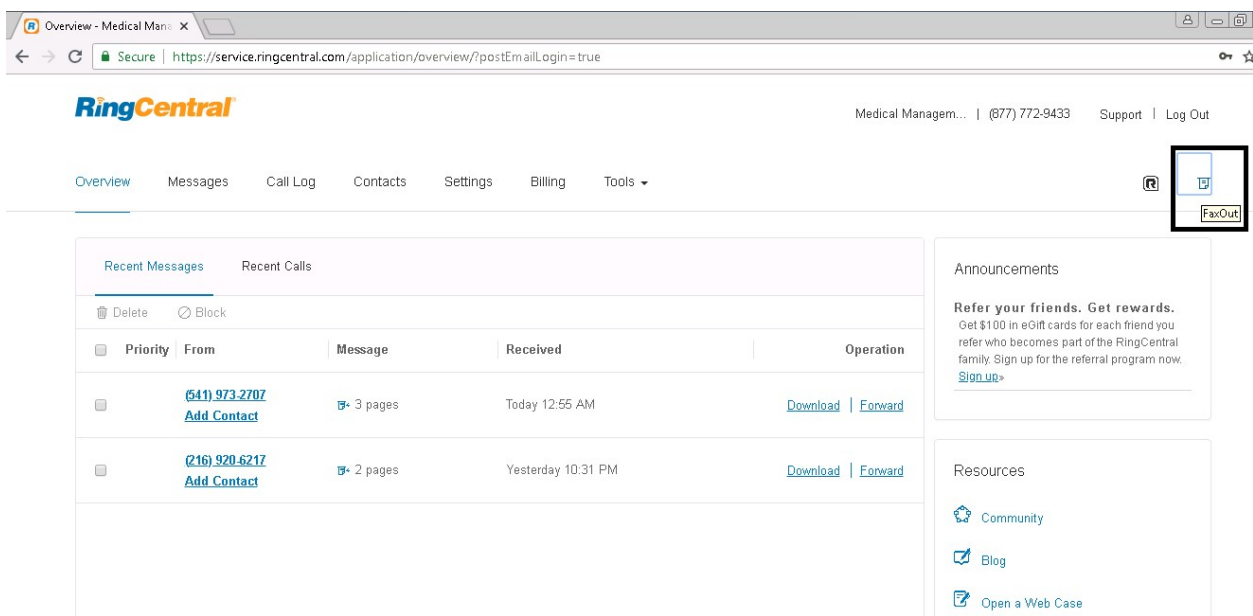 Overview - Medical Mana
Secure | https://service.ringcentral.com/application/overview/?postEmailLogin=true
RingCentral
Medical Managem... | (877) 772-9433 Support | Log Out
Overview Messages Call Log Contacts Settings Billing Tools
FaxOut
Recent Messages Recent Calls
Delete Block
Priority From Message Received Operation
(541) 973-2707 3 pages Today 12:55 AM Download | Forward
Add Contact
(216) 920-6217 2 pages Yesterday 10:31 PM Download | Forward
Add Contact
Announcements
Refer your friends. Get rewards.
Get $100 in eGift cards for each friend you
refer who becomes part of the RingCentral
family. Sign up for the referral program now.
Sign up»
Resources
Community
Blog
Open a Web Case